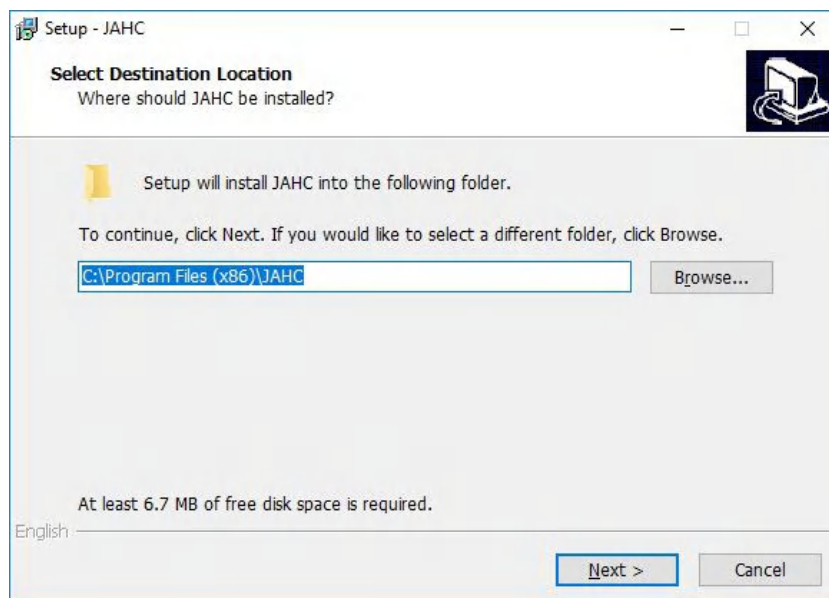 Setup - JAHC
Select Destination Location
Where should JAHC be installed?
Setup will install JAHC into the following folder.
To continue, click Next. If you would like to select a different folder, click Browse.
C:\Program Files (x86)\JAHC
Browse...
At least 6.7 MB of free disk space is required.
English
Next >
Cancel